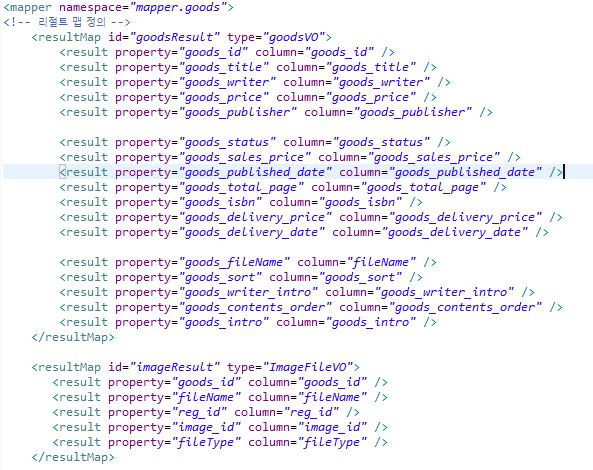 <mapper namespace="mapper.goods">
<!-- 리절트 맵 정의 -->
<resultMap id="goodsResult" type="goodsVO">
<result property="goods_id" column="goods_id" />
<result property="goods_title" column="goods_title" />
<result property="goods_writer" column="goods_writer" />
<result property="goods_price" column="goods_price" />
<result property="goods_publisher" column="goods_publisher" />
<result property="goods_status" column="goods_status" />
<result property="goods_sales_price" column="goods_sales_price" />
<result property="goods_published_date" column="goods_published_date" />
<result property="goods_total_page" column="goods_total_page" />
<result property="goods_isbn" column="goods_isbn" />
<result property="goods_delivery_price" column="goods_delivery_price" />
<result property="goods_delivery_date" column="goods_delivery_date" />
<result property="goods_fileName" column="fileName" />
<result property="goods_sort" column="goods_sort" />
<result property="goods_writer_intro" column="goods_writer_intro" />
<result property="goods_contents_order" column="goods_contents_order" />
<result property="goods_intro" column="goods_intro" />
</resultMap>
<resultMap id="imageResult" type="ImageFileVO">
<result property="goods_id" column="goods_id" />
<result property="fileName" column="fileName" />
<result property="reg_id" column="reg_id" />
<result property="image_id" column="image_id" />
<result property="fileType" column="fileType" />
</resultMap>